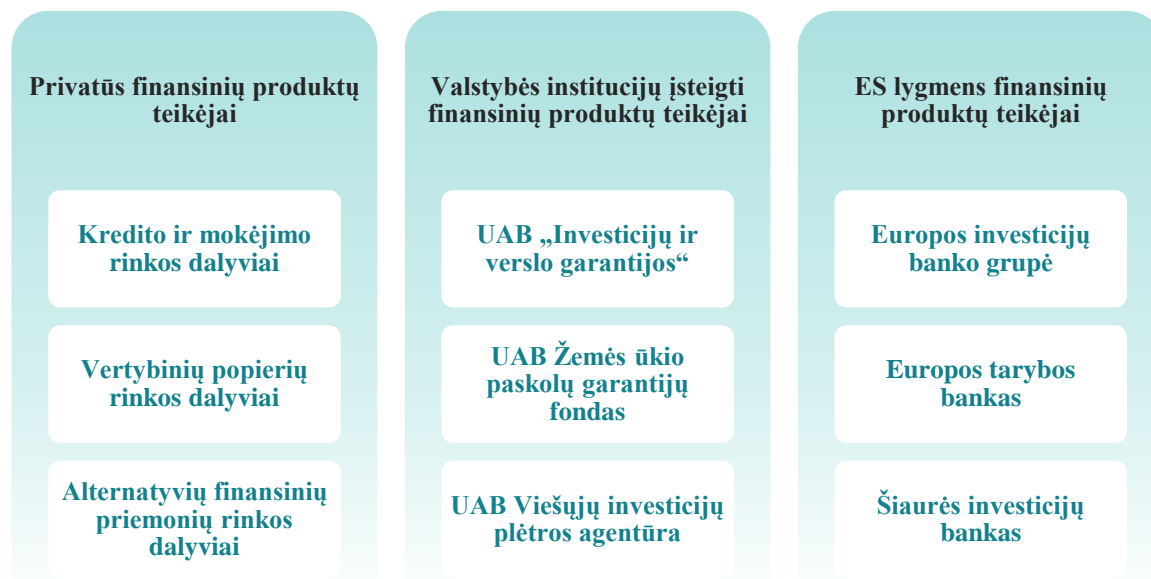 Privatūs finansinių produktų
teikėjai
Kredito ir mokėjimo
rinkos dalyviai
Vertybinių popierių
rinkos dalyviai
Alternatyvių finansinių
priemonių rinkos
dalyviai
Valstybės institucijų įsteigti
finansinių produktų teikėjai
UAB „Investicijų ir
verslo garantijos“
UAB Žemės ūkio
paskolų garantijų
fondas
UAB Viešųjų investicijų
plėtros agentūra
ES lygmens finansinių
produktų teikėjai
Europos investicijų
banko grupė
Europos tarybos
bankas
Šiaurės investicijų
bankas